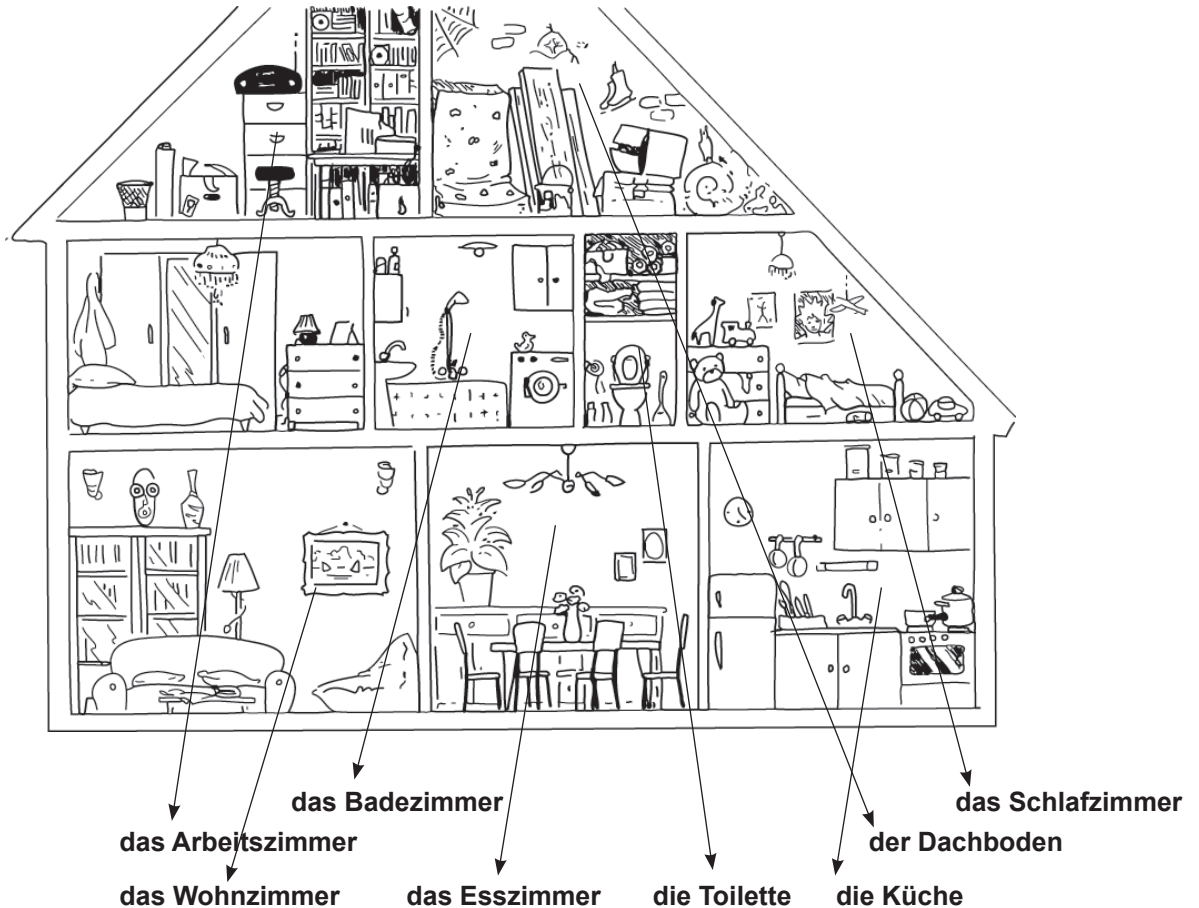 das Badezimmer
das Schlafzimmer
das Arbeitszimmer
der Dachboden
das Wohnzimmer
das Esszimmer
die Toilette
die Küche